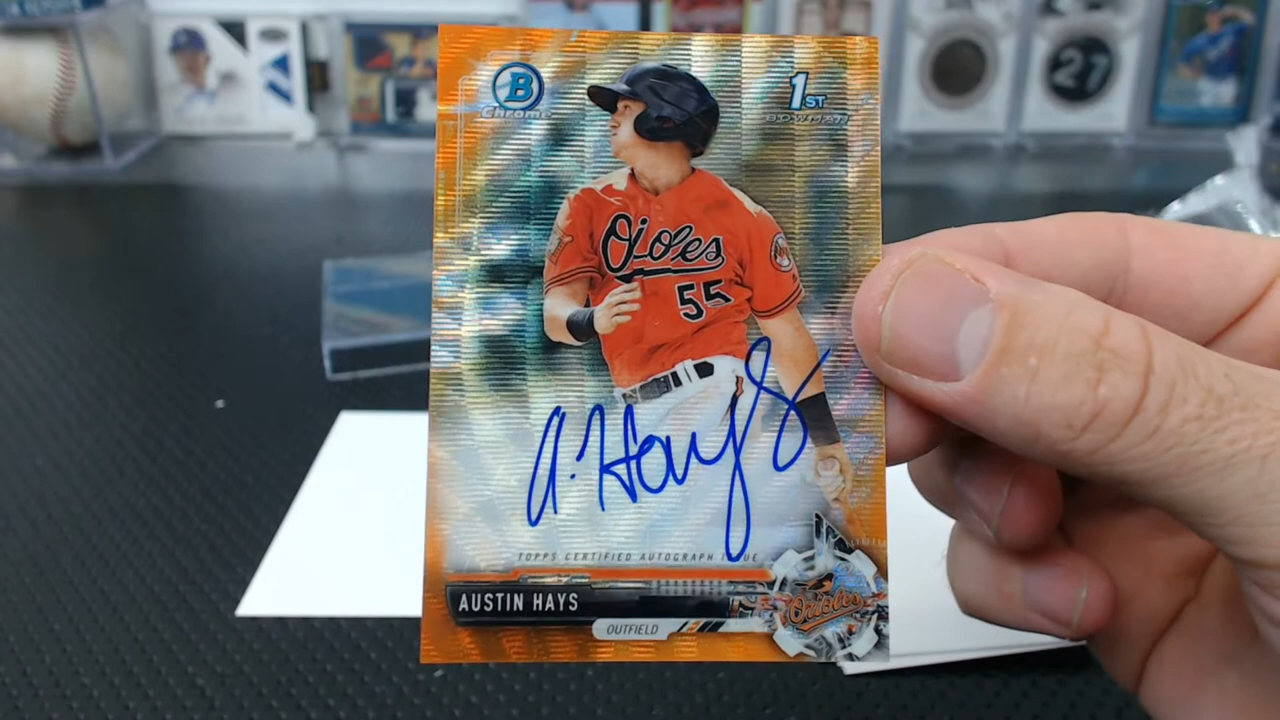 B
Chrome
1ST
BOWMAN
27
Orioles
55
A. Hays
TOPPS CERTIFIED AUTOGRAPH ISSUE
AUSTIN HAYS
OUTFIELD
Orioles